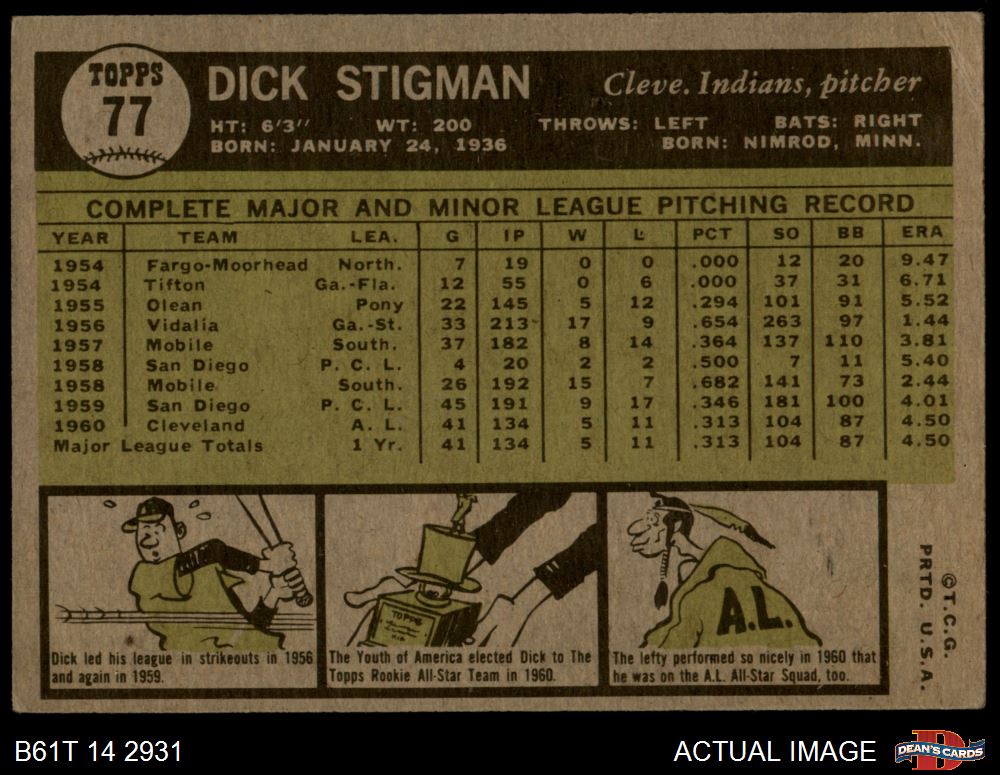 TOPPS
77
DICK STIGMAN Cleve. Indians, pitcher
HT: 6'3" WT: 200 THROWS: LEFT BATS: RIGHT
BORN: JANUARY 24, 1936 BORN: NIMROD, MINN.
COMPLETE MAJOR AND MINOR LEAGUE PITCHING RECORD
YEAR TEAM LEA. G IP W L PCT SO BB ERA
1954 Fargo-Moorhead North. 7 19 0 0 .000 12 20 9.47
1954 Tifton Ga.-Fla. 12 55 0 6 .000 37 31 6.71
1955 Olean Pony 22 145 5 12 .294 101 91 5.52
1956 Vidalia Ga.-St. 33 213 17 9 .654 263 97 1.44
1957 Mobile South. 37 182 8 14 .364 137 110 3.81
1958 San Diego P. C. L. 4 20 2 2 .500 7 11 5.40
1958 Mobile South. 26 192 15 7 .682 141 73 2.44
1959 San Diego P. C. L. 45 191 9 17 .346 181 100 4.01
1960 Cleveland A. L. 41 134 5 11 .313 104 87 4.50
Major League Totals 1 Yr. 41 134 5 11 .313 104 87 4.50
Dick led his league in strikeouts in 1956
and again in 1959.
TOPPS
The Youth of America elected Dick to The
Topps Rookie All-Star Team in 1960.
A.L.
The lefty performed so nicely in 1960 that
he was on the A.L. All-Star Squad, too.
©T.C.G.
PRTD. U.S.A.
B61T 14 2931 ACTUAL IMAGE
B
DEAN'S CARDS